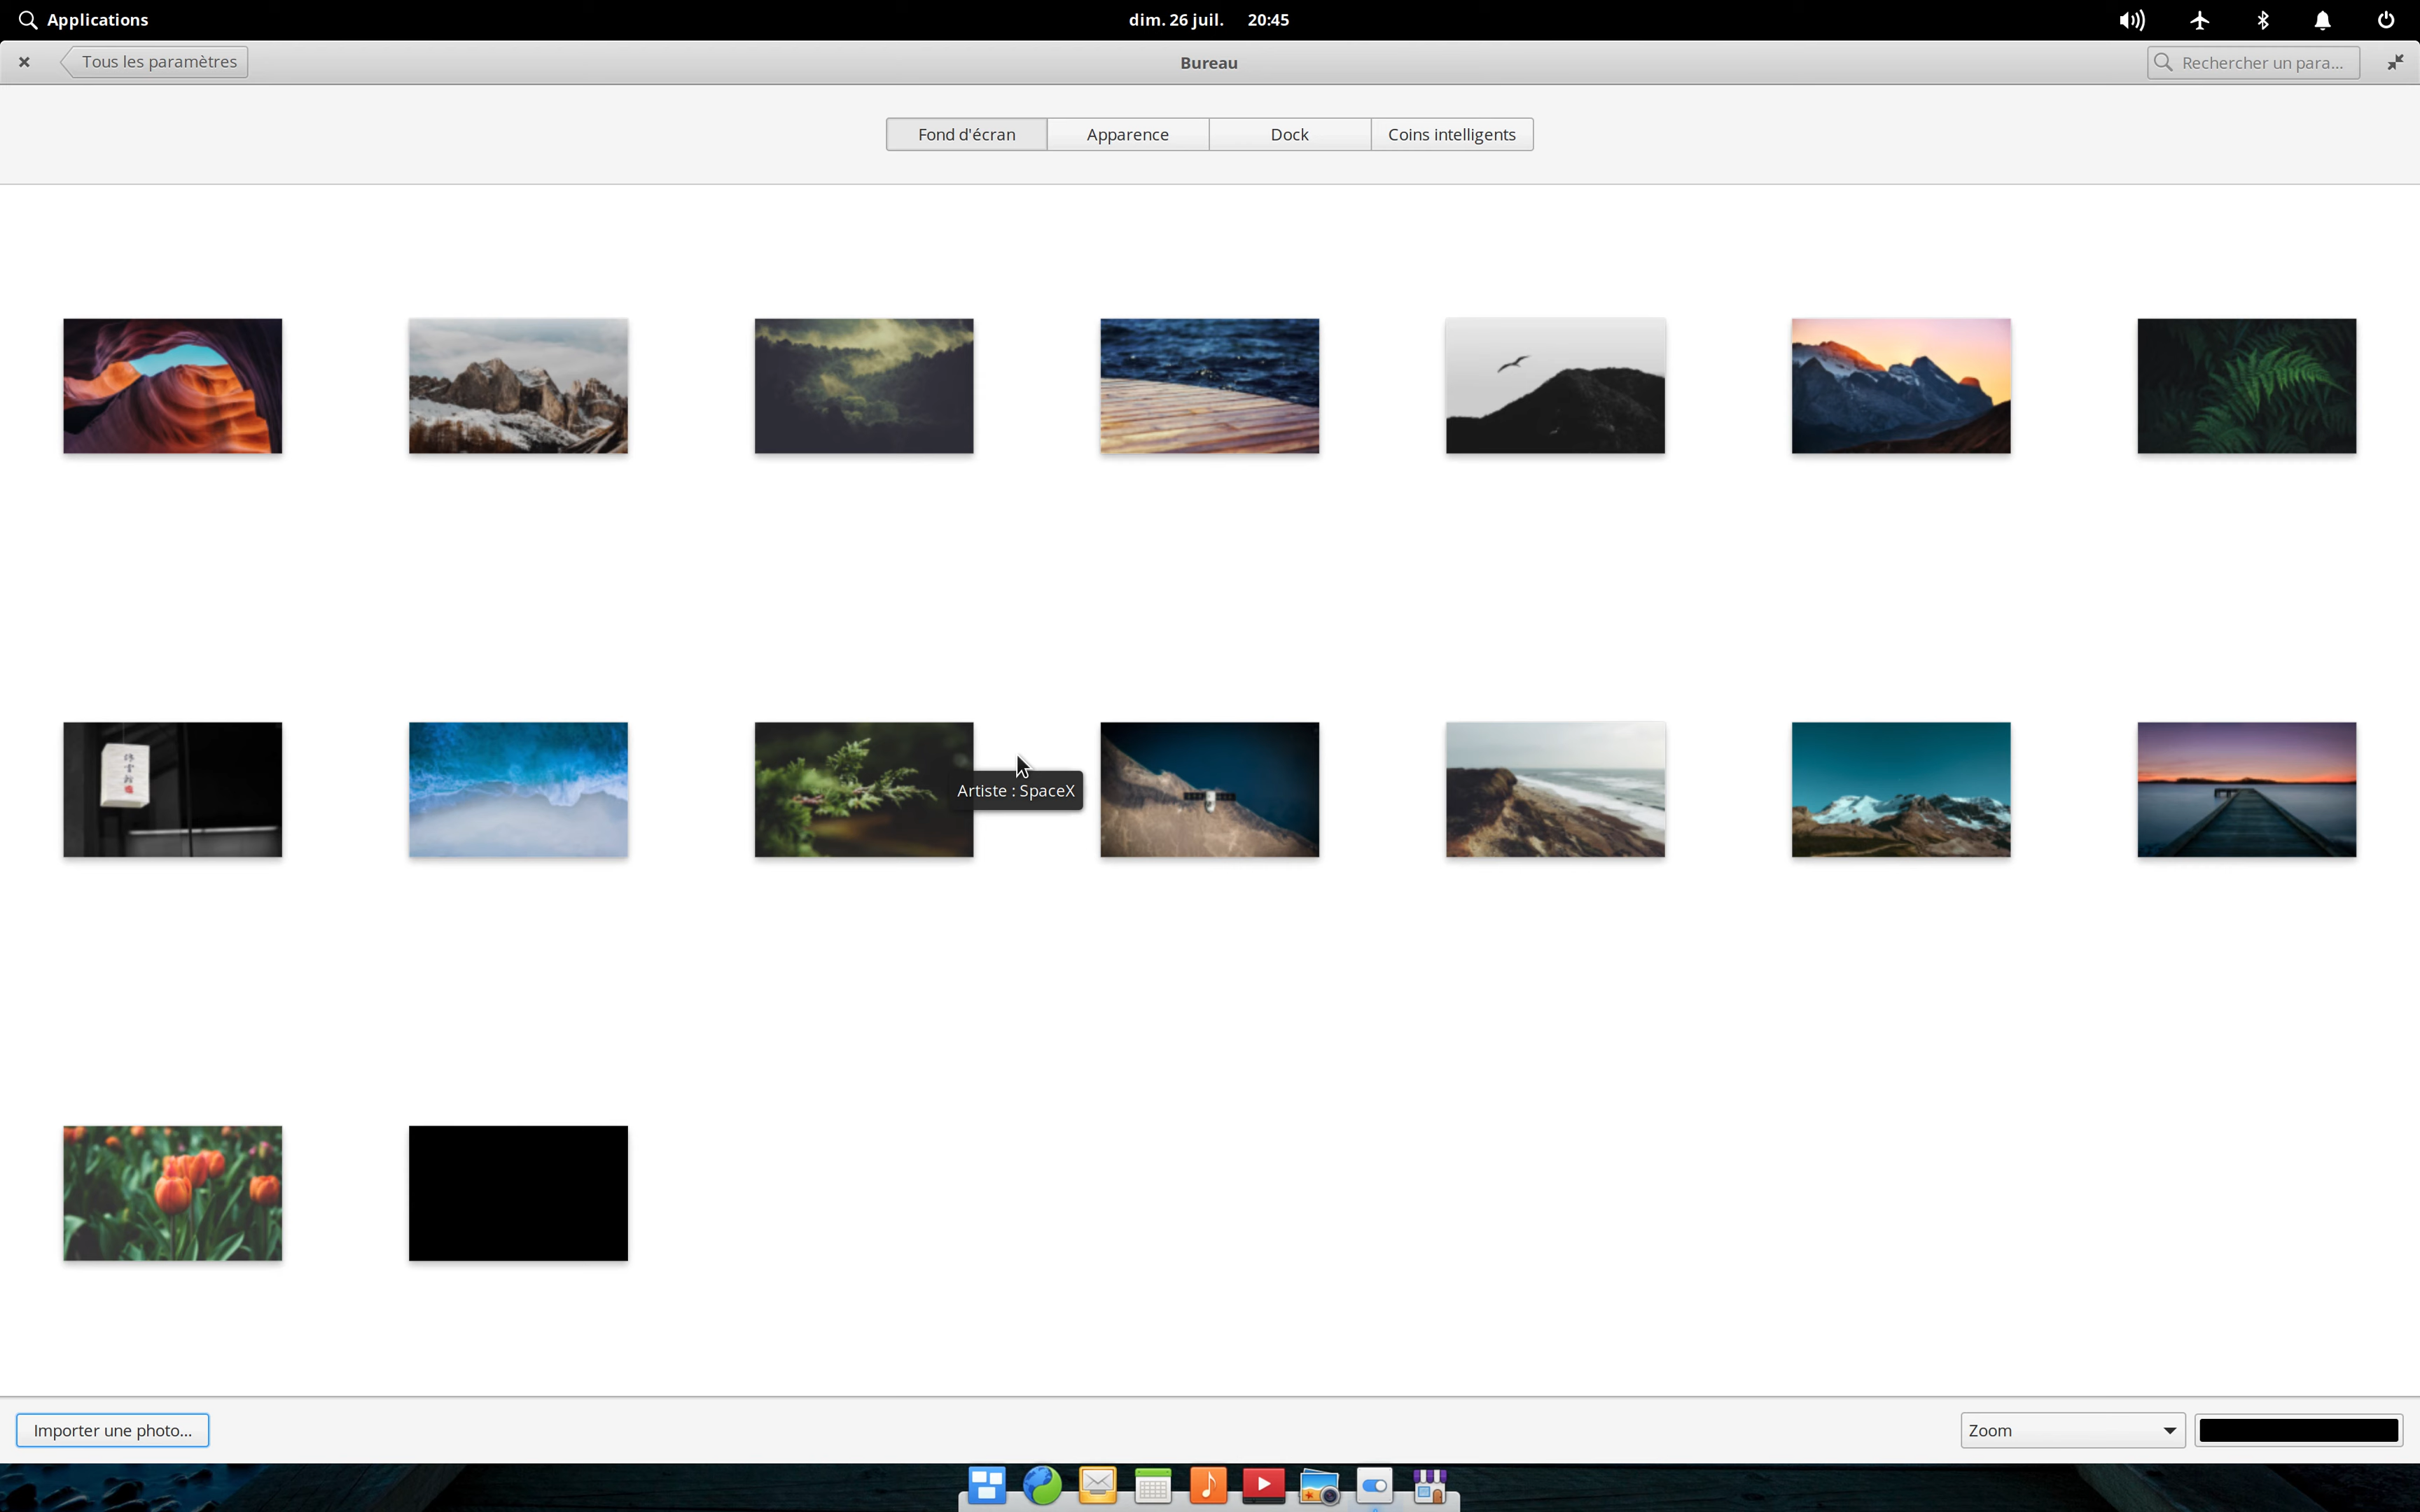 Applications
dim. 26 juil. 20:45
Tous les paramètres
Bureau
Rechercher un para...
Fond d'écran
Apparence
Dock
Coins intelligents
Artiste : SpaceX
Importer une photo...
Zoom